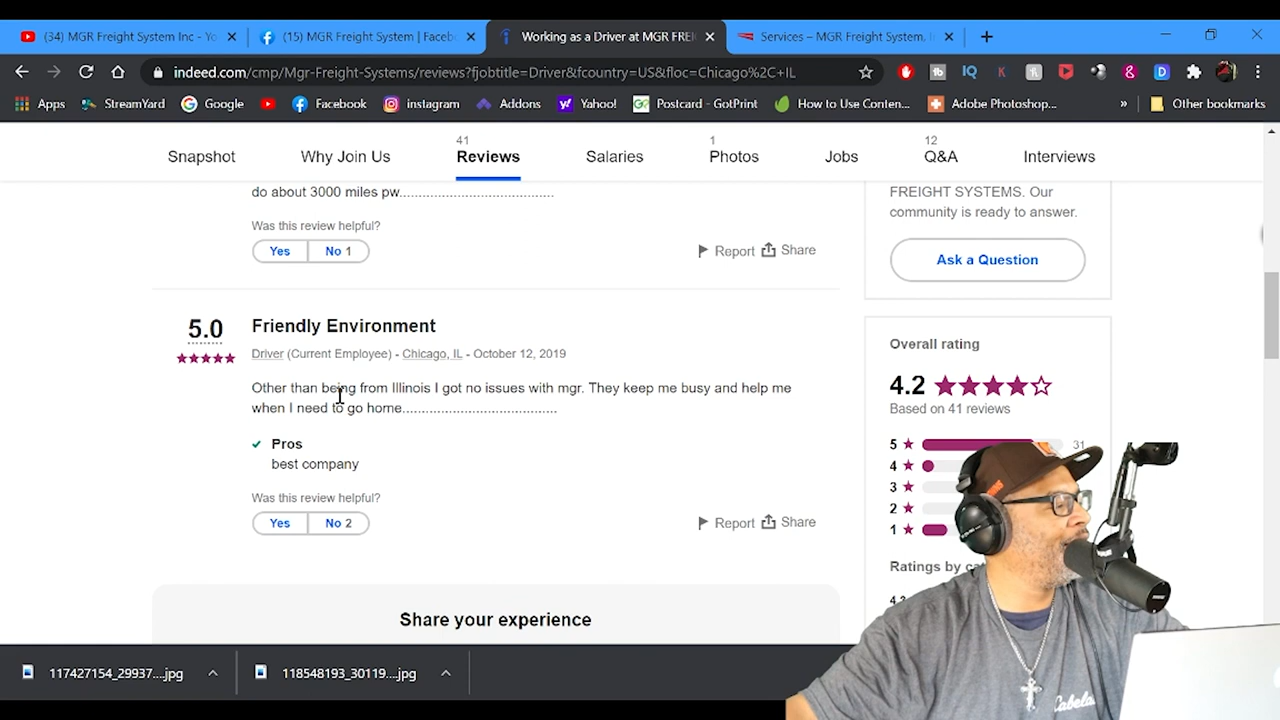 (34) MGR Freight System Inc - Yo
(15) MGR Freight System | Faceb
Working as a Driver at MGR FREI
Services – MGR Freight System, I
indeed.com/cmp/Mgr-Freight-Systems/reviews?fjobtitle=Driver&fcountry=US&floc=Chicago%2C+IL
Apps
StreamYard
Google
Facebook
instagram
Addons
Yahoo!
Postcard - GotPrint
How to Use Conten...
Adobe Photoshop...
»
Other bookmarks
Snapshot
Why Join Us
41
Reviews
Salaries
1
Photos
Jobs
12
Q&A
Interviews
do about 3000 miles pw.................................
Was this review helpful?
Yes
No 1
Report
Share
FREIGHT SYSTEMS. Our
community is ready to answer.
Ask a Question
5.0
Friendly Environment
Driver (Current Employee) - Chicago, IL - October 12, 2019
Other than being from Illinois I got no issues with mgr. They keep me busy and help me
when I need to go home.................................
Pros
best company
Was this review helpful?
Yes
No 2
Report
Share
Overall rating
4.2
Based on 41 reviews
5
31
4
3
2
1
Ratings by
Share your experience
117427154_29937....jpg
118548193_30119....jpg
Cabela